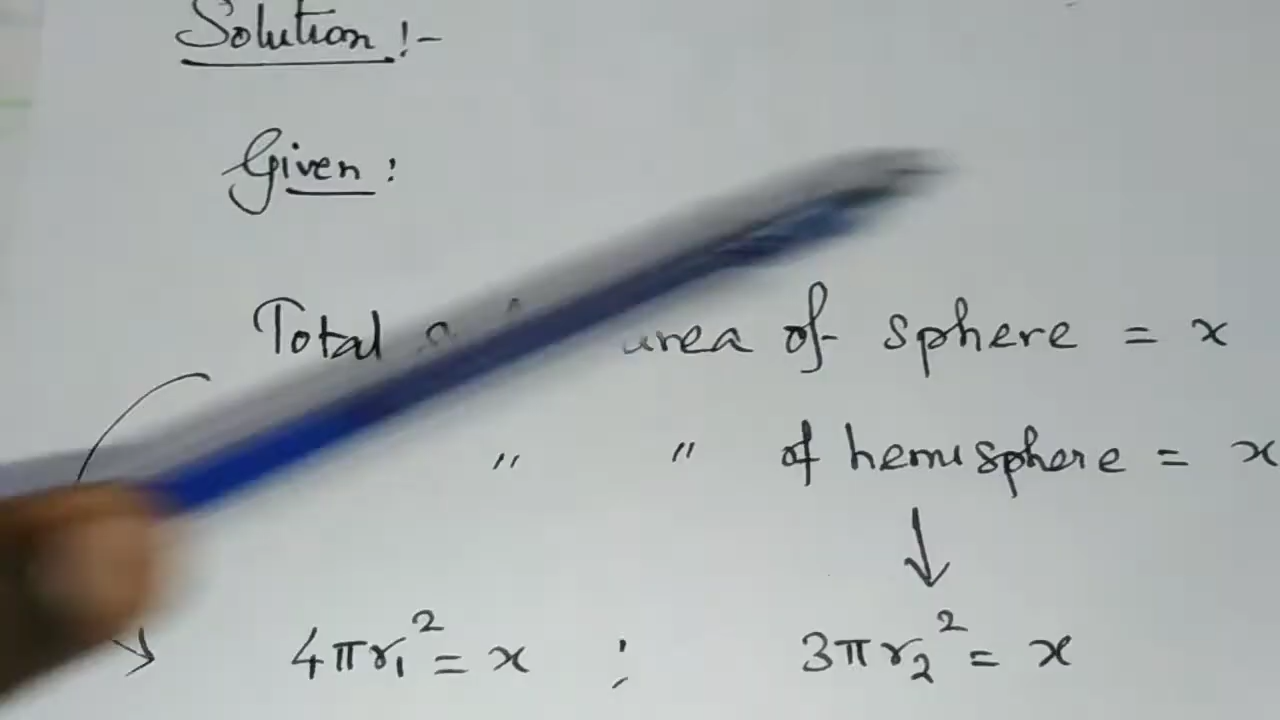 Solution :-
Given :
Total area of sphere = x
" " of hemisphere = x
4πr₁² = x ; 3πr₂² = x